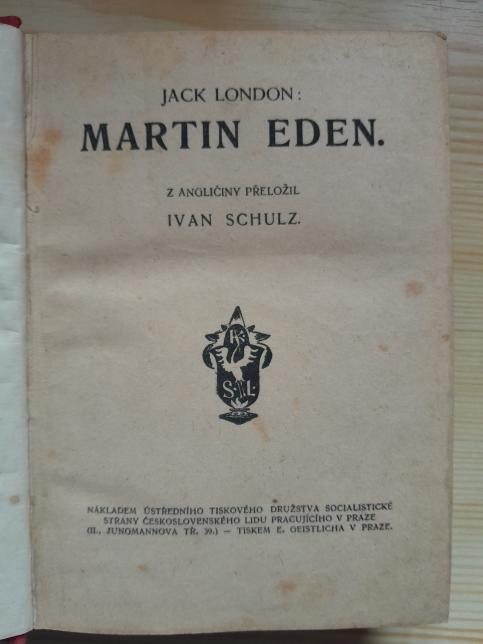 JACK LONDON:
MARTIN EDEN.
Z ANGLIČINY PŘELOŽIL
IVAN SCHULZ.
S.L.
NÁKLADEM ÚSTŘEDNÍHO TISKOVÉHO DRUŽSTVA SOCIALISTICKÉ
STRANY ČESKOSLOVENSKÉHO LIDU PRACUJÍCÍHO V PRAZE
(II., JUNGMANNOVA TŘ. 39.) — TISKEM E. GEISTLICHA V PRAZE.